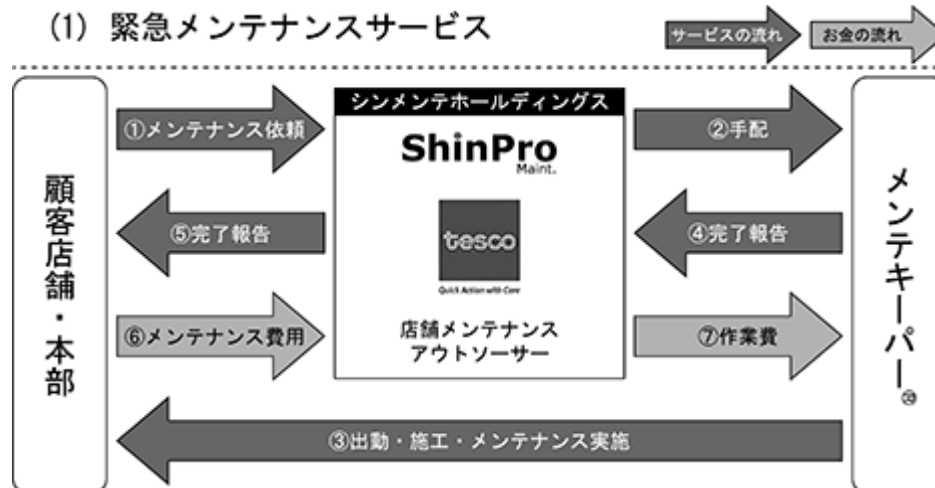 (1) 緊急メンテナンスサービス
サービスの流れ
お金の流れ
顧客店舗・本部
①メンテナンス依頼
シンメンテホールディングス
ShinPro
Maint.
②手配
メンテキーパー㊟
⑤完了報告
tesco
Quick Action with Care
④完了報告
⑥メンテナンス費用
店舗メンテナンス
アウトソーサー
⑦作業費
③出動・施工・メンテナンス実施